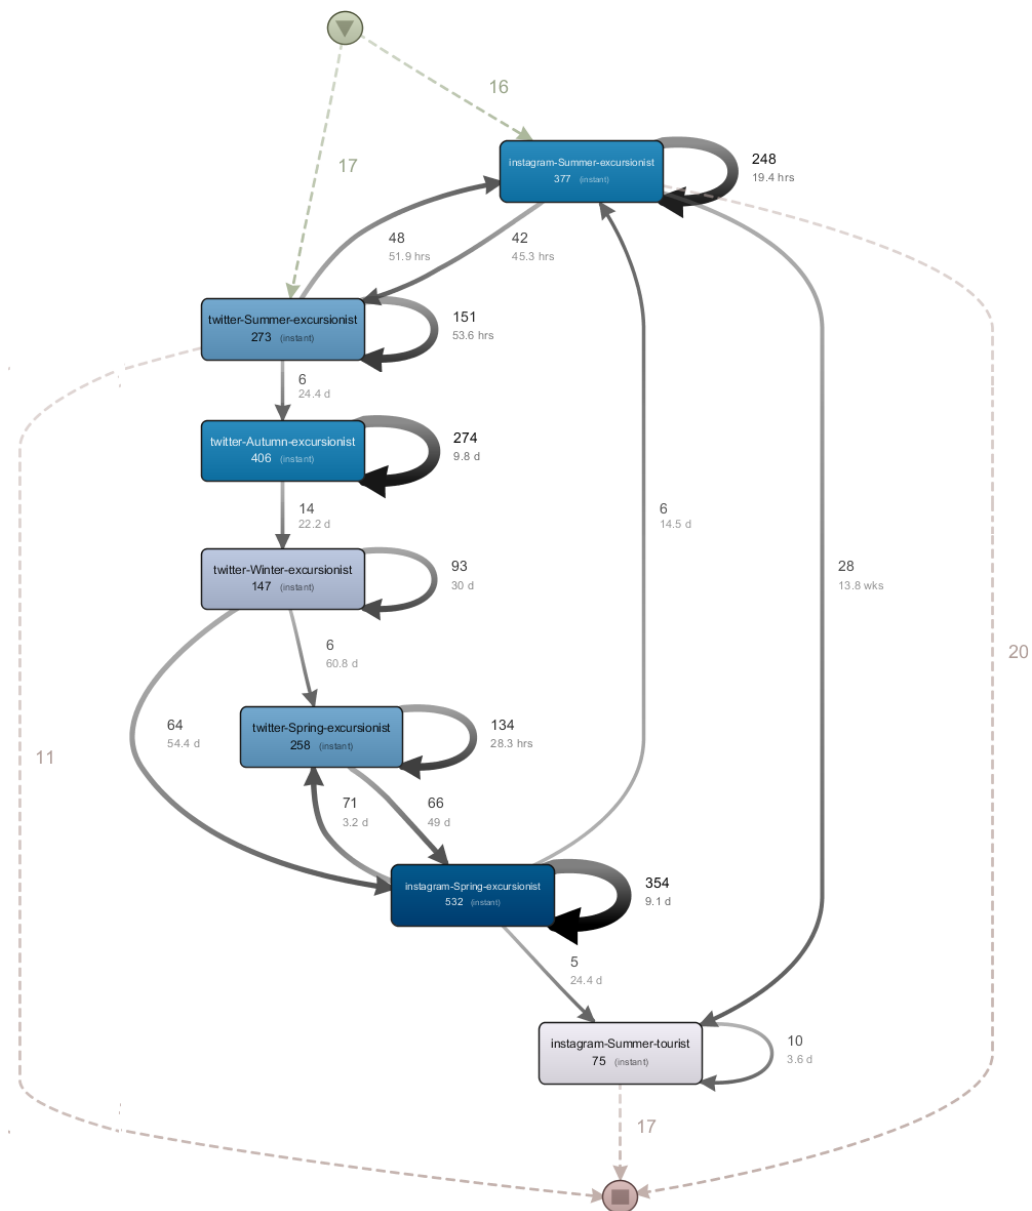 16
17
instagram-Summer-excursionist
377 (instant)
248
19.4 hrs
48
51.9 hrs
42
45.3 hrs
twitter-Summer-excursionist
273 (instant)
151
53.6 hrs
6
24.4 d
twitter-Autumn-excursionist
406 (instant)
274
9.8 d
14
22.2 d
6
14.5 d
twitter-Winter-excursionist
147 (instant)
93
30 d
28
13.8 wks
6
60.8 d
20
twitter-Spring-excursionist
258 (instant)
134
28.3 hrs
64
54.4 d
11
71
3.2 d
66
49 d
instagram-Spring-excursionist
532 (instant)
354
9.1 d
5
24.4 d
instagram-Summer-tourist
75 (instant)
10
3.6 d
17